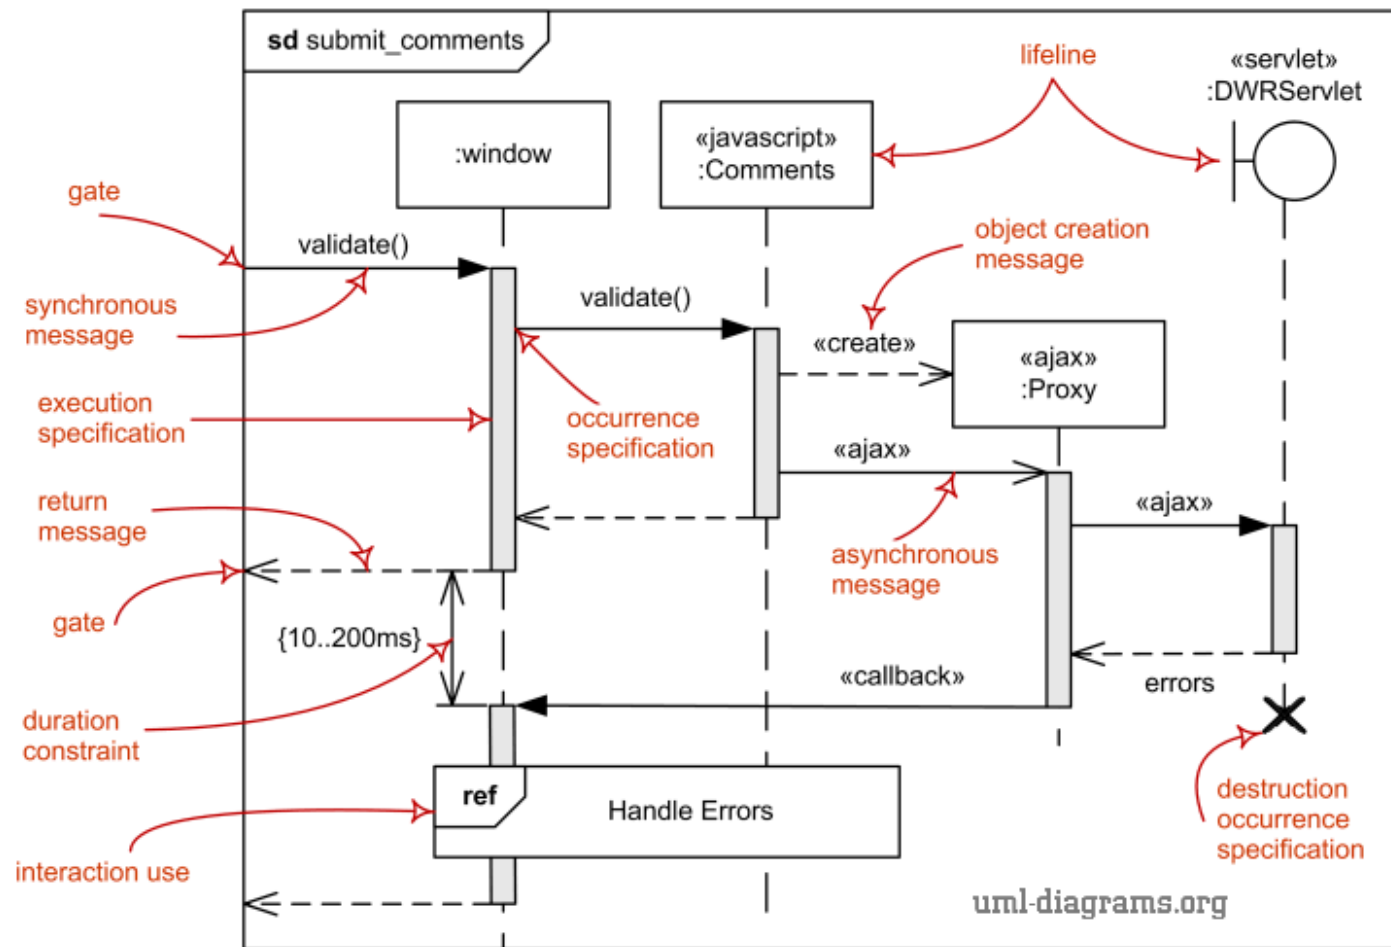 sd submit_comments
lifeline
«servlet»
:DWRServlet
:window
«javascript»
:Comments
gate
validate()
object creation
message
synchronous
message
validate()
«create»
«ajax»
:Proxy
execution
specification
occurrence
specification
«ajax»
return
message
«ajax»
asynchronous
message
gate
{10..200ms}
«callback»
errors
duration
constraint
ref
Handle Errors
destruction
occurrence
specification
interaction use
uml-diagrams.org